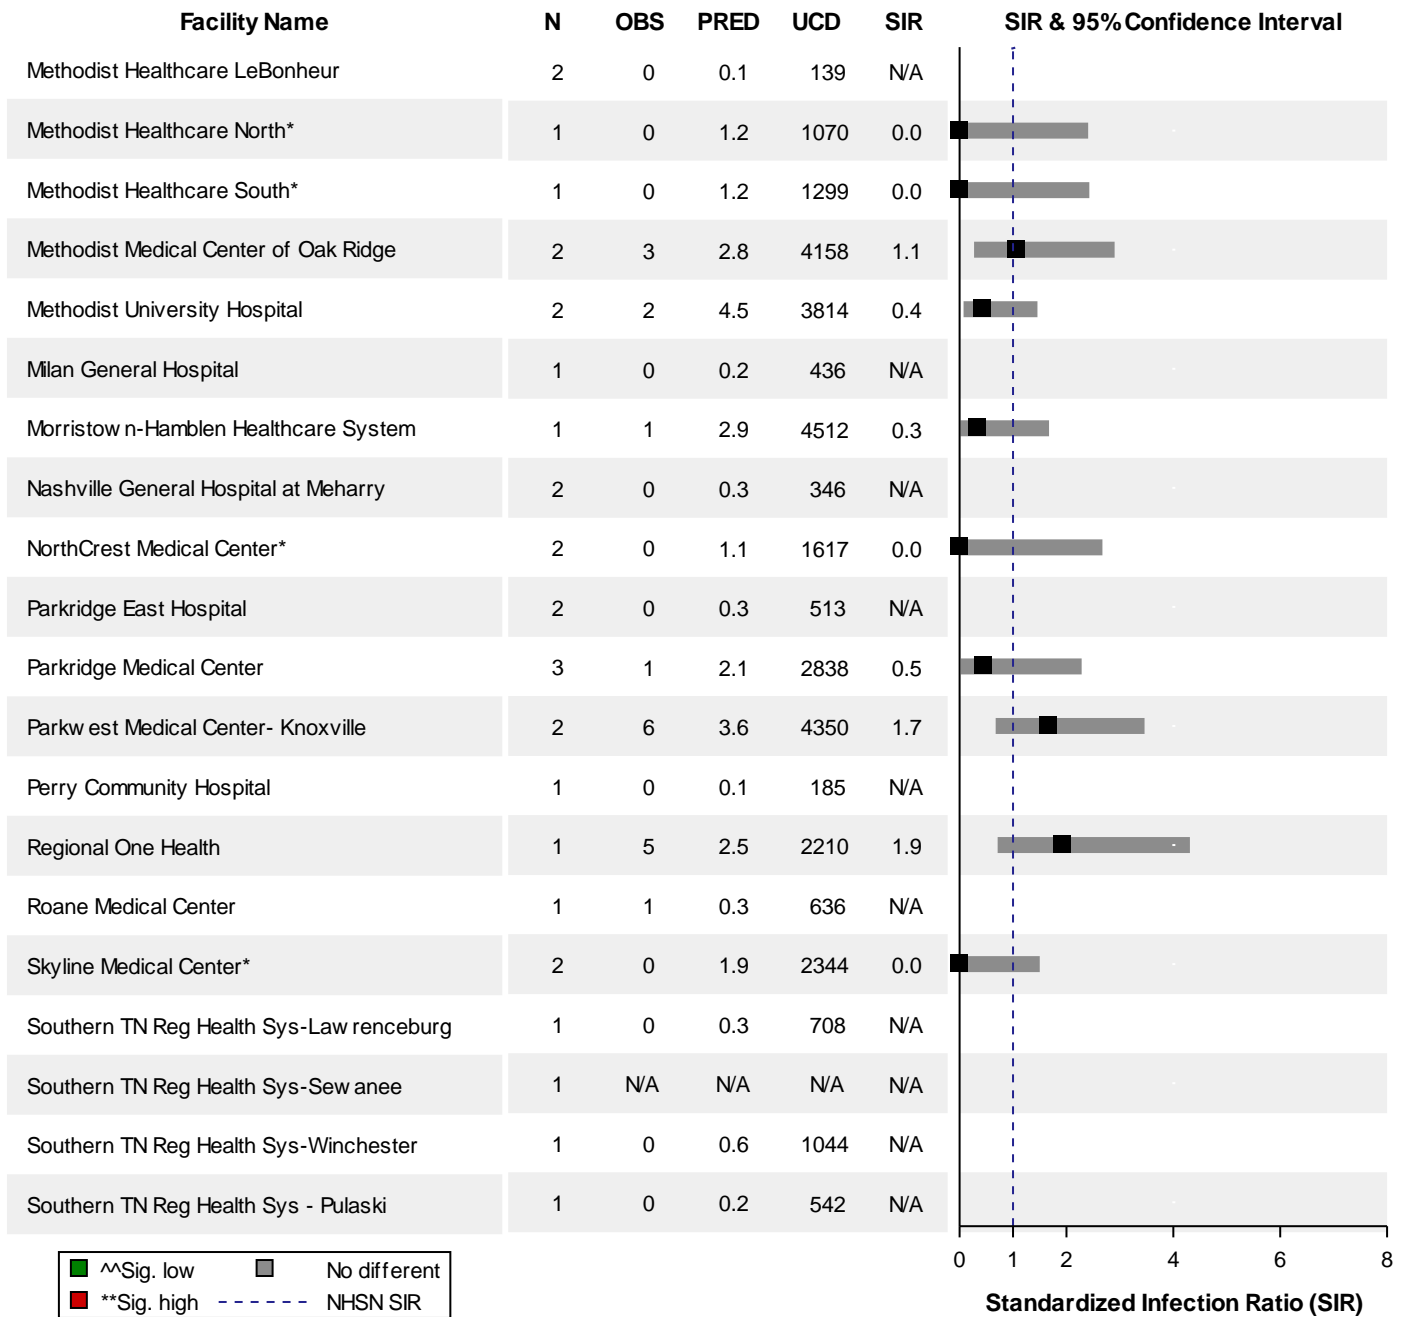 Facility Name N OBS PRED UCD SIR SIR & 95% Confidence Interval
Methodist Healthcare LeBonheur 2 0 0.1 139 N/A
Methodist Healthcare North* 1 0 1.2 1070 0.0
Methodist Healthcare South* 1 0 1.2 1299 0.0
Methodist Medical Center of Oak Ridge 2 3 2.8 4158 1.1
Methodist University Hospital 2 2 4.5 3814 0.4
Milan General Hospital 1 0 0.2 436 N/A
Morristown-Hamblen Healthcare System 1 1 2.9 4512 0.3
Nashville General Hospital at Meharry 2 0 0.3 346 N/A
NorthCrest Medical Center* 2 0 1.1 1617 0.0
Parkridge East Hospital 2 0 0.3 513 N/A
Parkridge Medical Center 3 1 2.1 2838 0.5
Parkwest Medical Center- Knoxville 2 6 3.6 4350 1.7
Perry Community Hospital 1 0 0.1 185 N/A
Regional One Health 1 5 2.5 2210 1.9
Roane Medical Center 1 1 0.3 636 N/A
Skyline Medical Center* 2 0 1.9 2344 0.0
Southern TN Reg Health Sys-Lawrenceburg 1 0 0.3 708 N/A
Southern TN Reg Health Sys-Sewanee 1 N/A N/A N/A N/A
Southern TN Reg Health Sys-Winchester 1 0 0.6 1044 N/A
Southern TN Reg Health Sys - Pulaski 1 0 0.2 542 N/A
0 1 2 4 6 8
Standardized Infection Ratio (SIR)
^^Sig. low No different
**Sig. high NHSN SIR